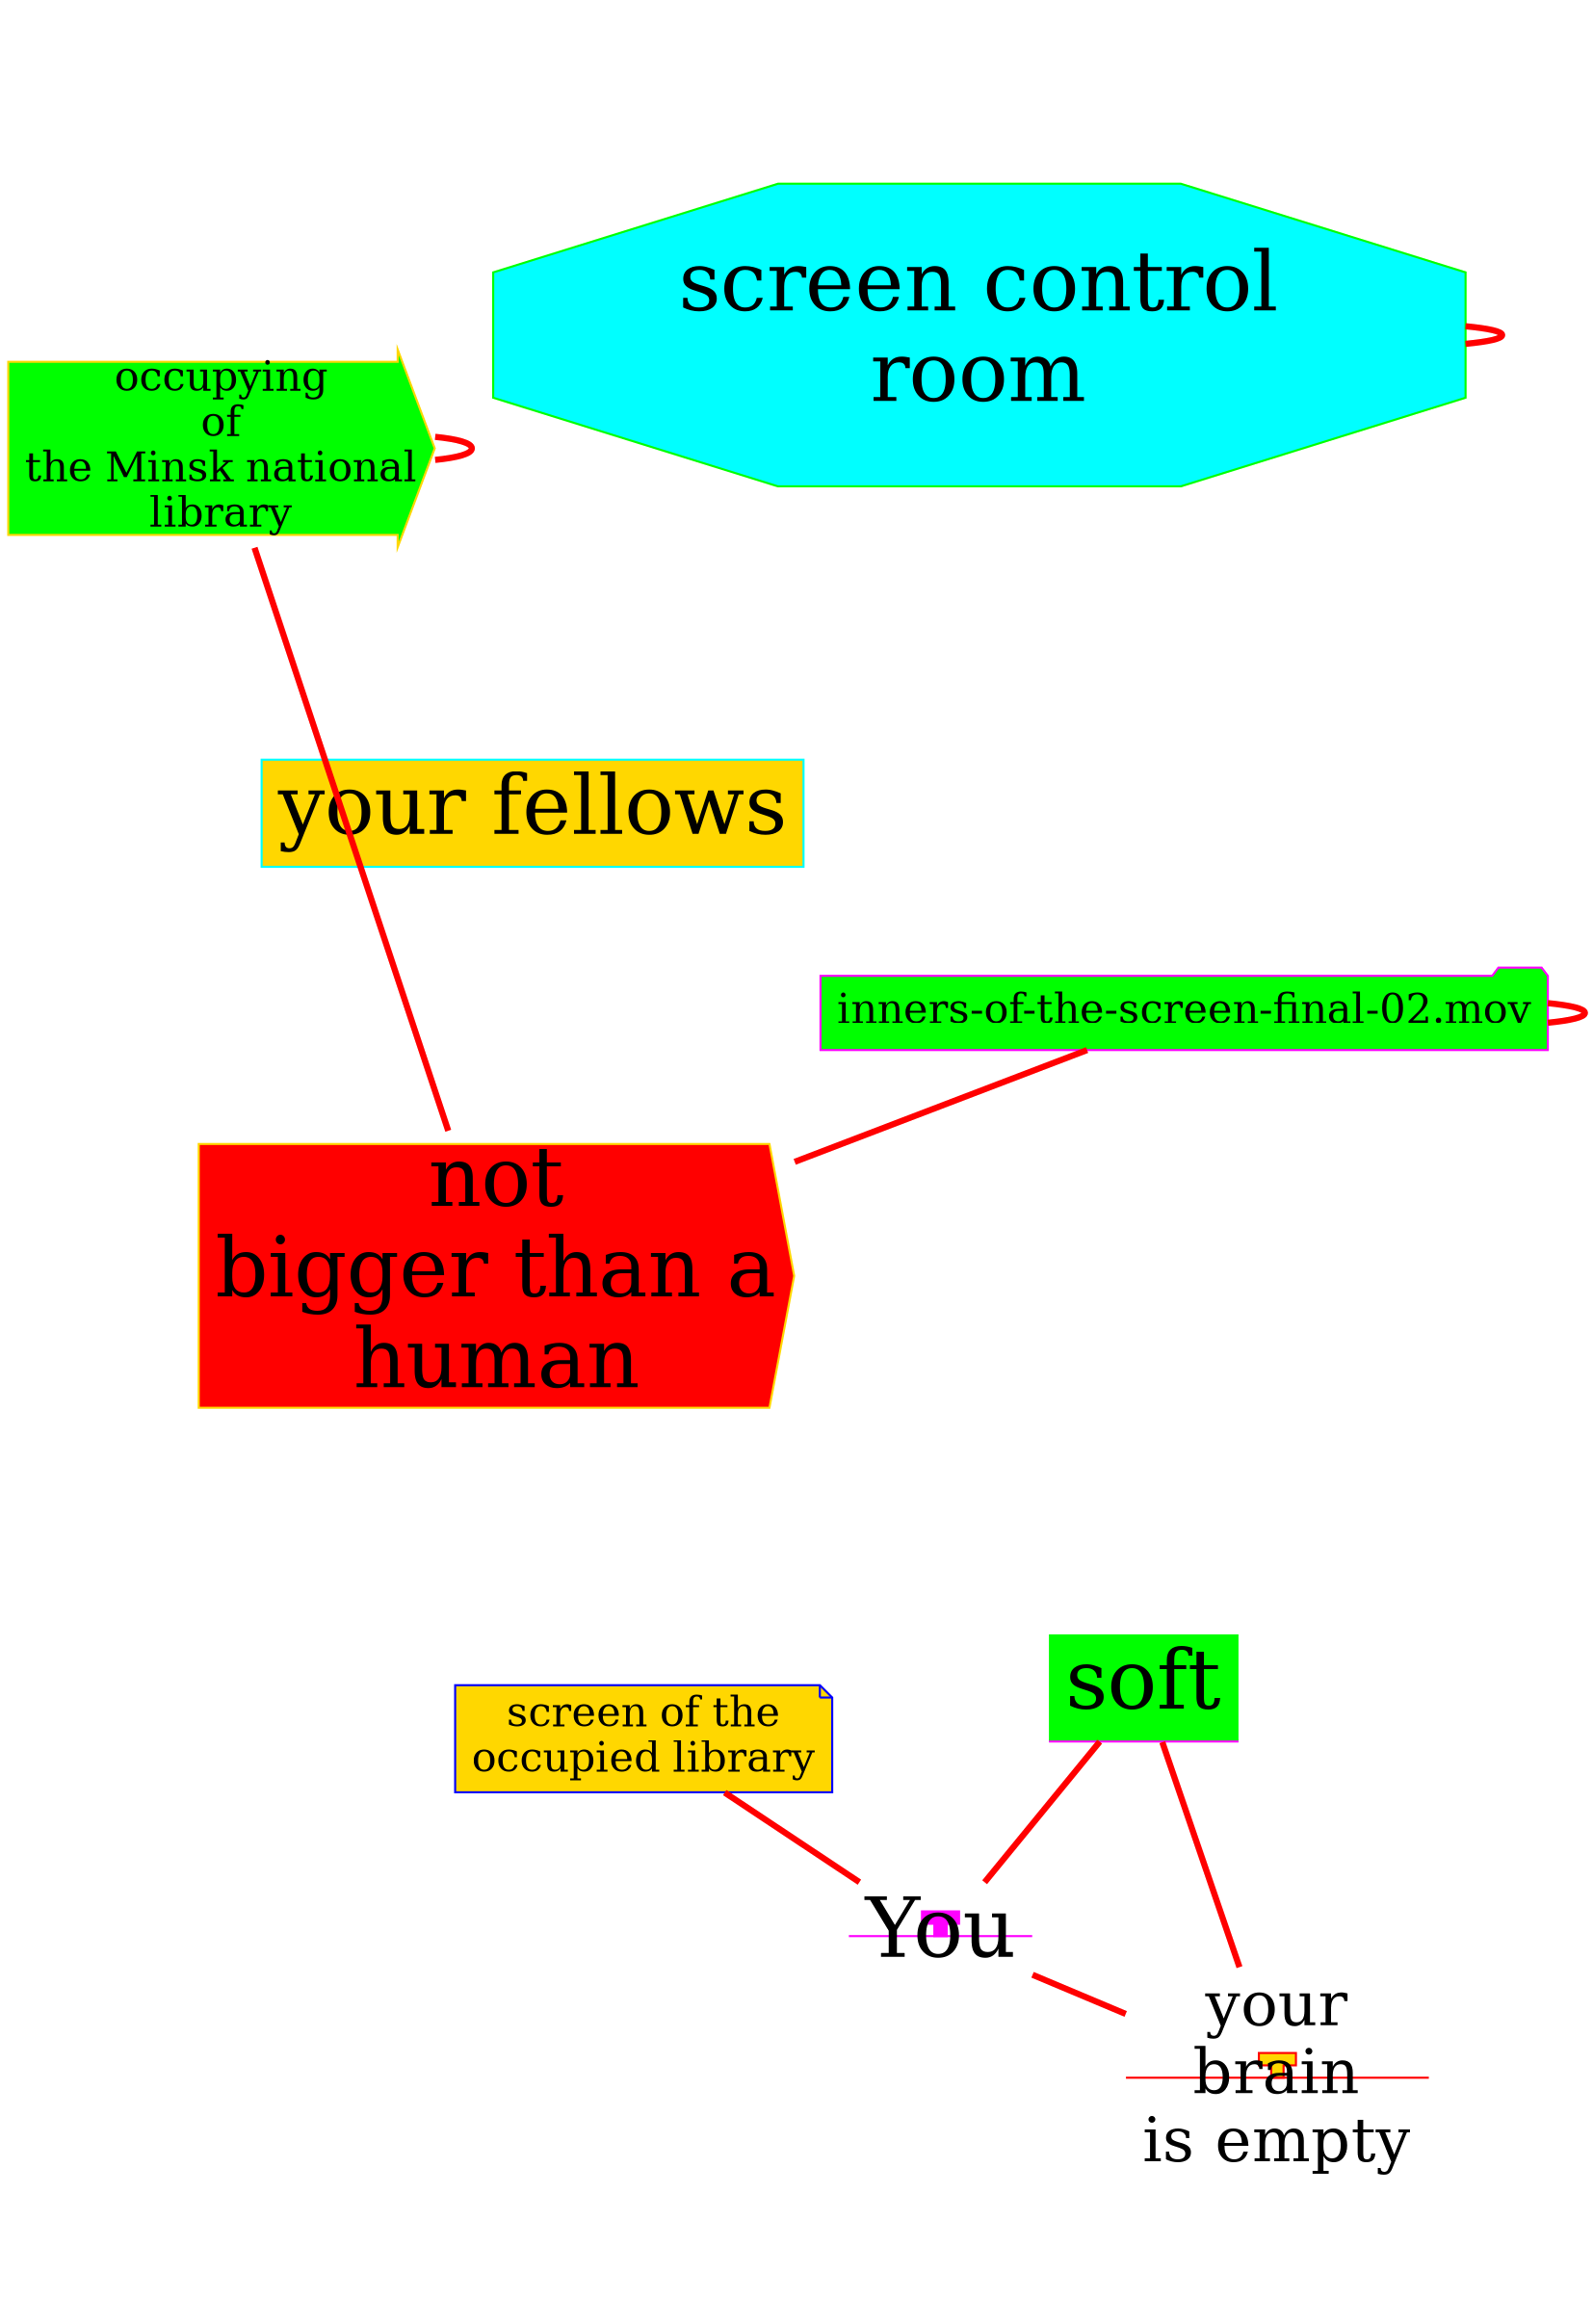 screen control
room
occupying
of
the Minsk national
library
your fellows
inners-of-the-screen-final-02.mov
not
bigger than a
human
soft
screen of the
occupied library
You
your
brain
is empty